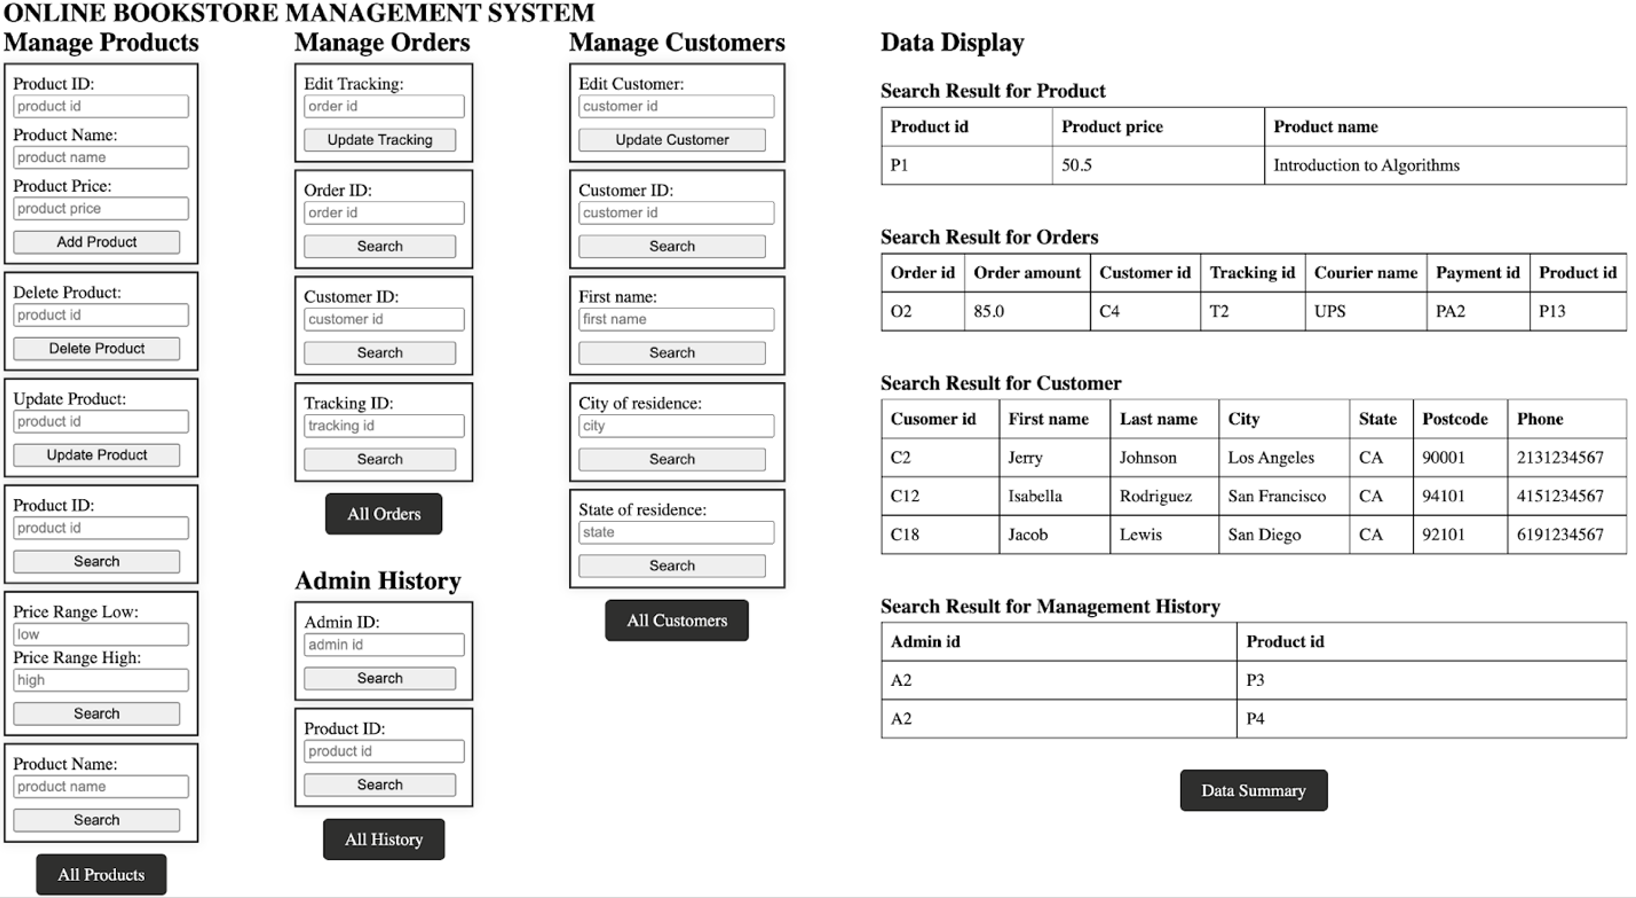 ONLINE BOOKSTORE MANAGEMENT SYSTEM
Manage Products
Product ID:
product id
Product Name:
product name
Product Price:
product price
Add Product
Delete Product:
product id
Delete Product
Update Product:
product id
Update Product
Product ID:
product id
Search
Price Range Low:
low
Price Range High:
high
Search
Product Name:
product name
Search
All Products
Manage Orders
Edit Tracking:
order id
Update Tracking
Order ID:
order id
Search
Customer ID:
customer id
Search
Tracking ID:
tracking id
Search
All Orders
Admin History
Admin ID:
admin id
Search
Product ID:
product id
Search
All History
Manage Customers
Edit Customer:
customer id
Update Customer
Customer ID:
customer id
Search
First name:
first name
Search
City of residence:
city
Search
State of residence:
state
Search
All Customers
Data Display
Search Result for Product
Product id Product price Product name
P1 50.5 Introduction to Algorithms
Search Result for Orders
Order id Order amount Customer id Tracking id Courier name Payment id Product id
O2 85.0 C4 T2 UPS PA2 P13
Search Result for Customer
Cusomer id First name Last name City State Postcode Phone
C2 Jerry Johnson Los Angeles CA 90001 2131234567
C12 Isabella Rodriguez San Francisco CA 94101 4151234567
C18 Jacob Lewis San Diego CA 92101 6191234567
Search Result for Management History
Admin id Product id
A2 P3
A2 P4
Data Summary